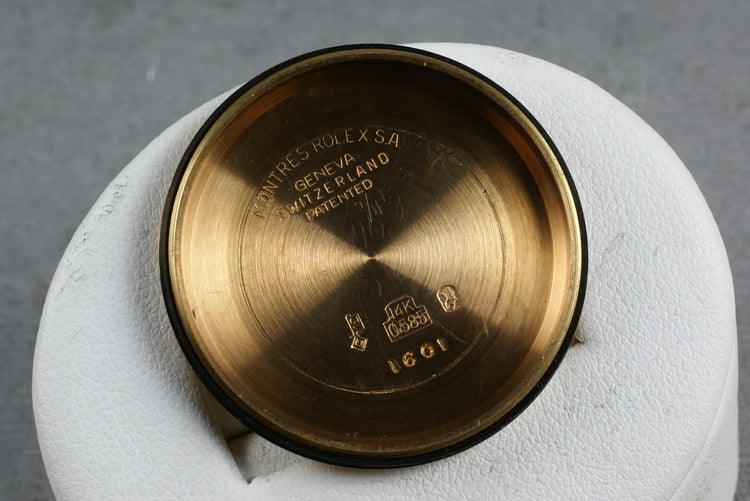 MONTRES ROLEX S.A
GENEVA
SWITZERLAND
PATENTED
14K
0,585
1601